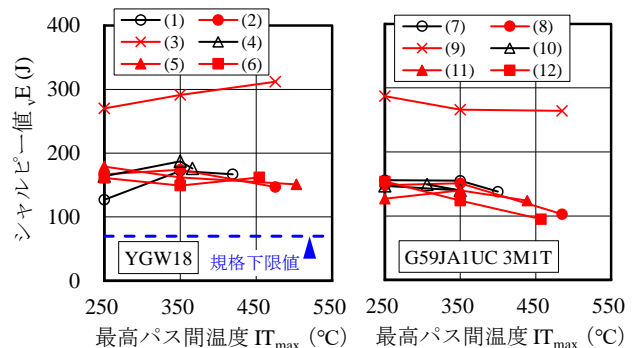 シャルピー値 vE (J)
400
300
200
100
0
(1) (2)
(3) (4)
(5) (6)
YGW18
規格下限値
250 350 450 550
最高パス間温度 ITmax (℃)
(7) (8)
(9) (10)
(11) (12)
G59JA1UC 3M1T
250 350 450 550
最高パス間温度 ITmax (℃)